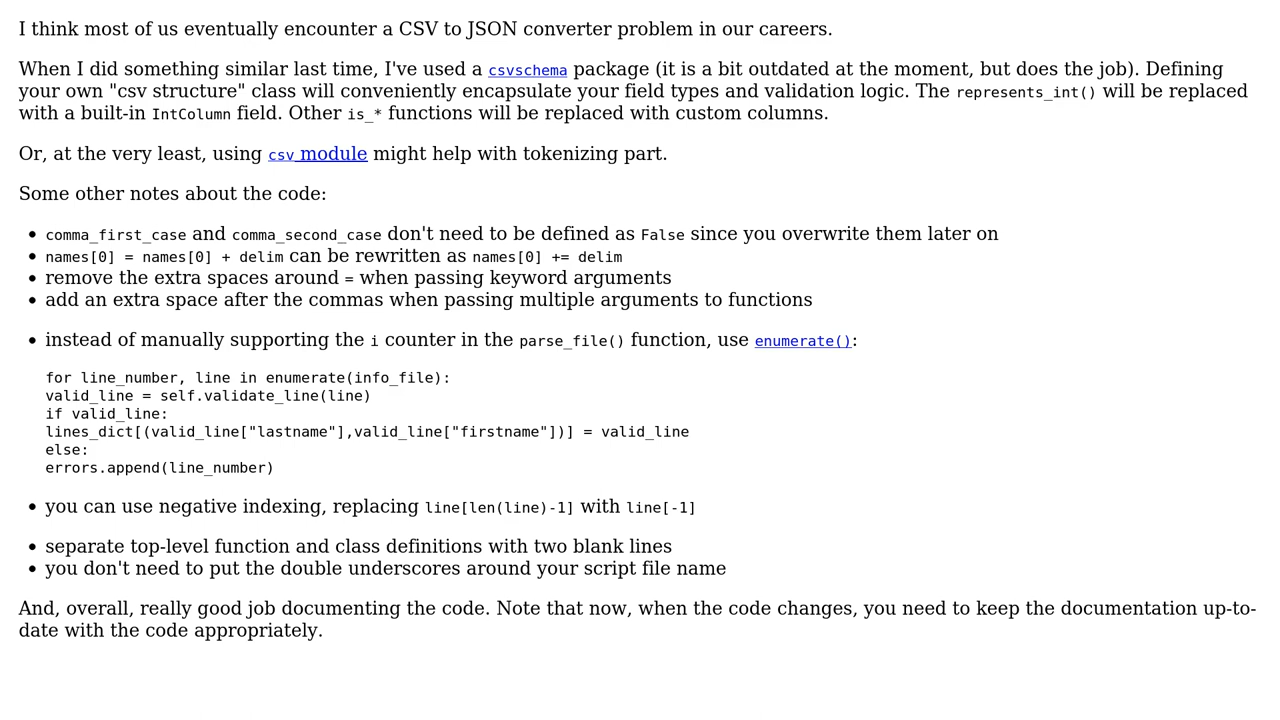 I think most of us eventually encounter a CSV to JSON converter problem in our careers.
When I did something similar last time, I've used a csvschema package (it is a bit outdated at the moment, but does the job). Defining
your own "csv structure" class will conveniently encapsulate your field types and validation logic. The represents_int() will be replaced
with a built-in IntColumn field. Other is_* functions will be replaced with custom columns.
Or, at the very least, using csv module might help with tokenizing part.
Some other notes about the code:
• comma_first_case and comma_second_case don't need to be defined as False since you overwrite them later on
• names[0] = names[0] + delim can be rewritten as names[0] += delim
• remove the extra spaces around = when passing keyword arguments
• add an extra space after the commas when passing multiple arguments to functions
• instead of manually supporting the i counter in the parse_file() function, use enumerate():
for line_number, line in enumerate(info_file):
valid_line = self.validate_line(line)
if valid_line:
lines_dict[(valid_line["lastname"],valid_line["firstname"])] = valid_line
else:
errors.append(line_number)
• you can use negative indexing, replacing line[len(line)-1] with line[-1]
• separate top-level function and class definitions with two blank lines
• you don't need to put the double underscores around your script file name
And, overall, really good job documenting the code. Note that now, when the code changes, you need to keep the documentation up-to-
date with the code appropriately.